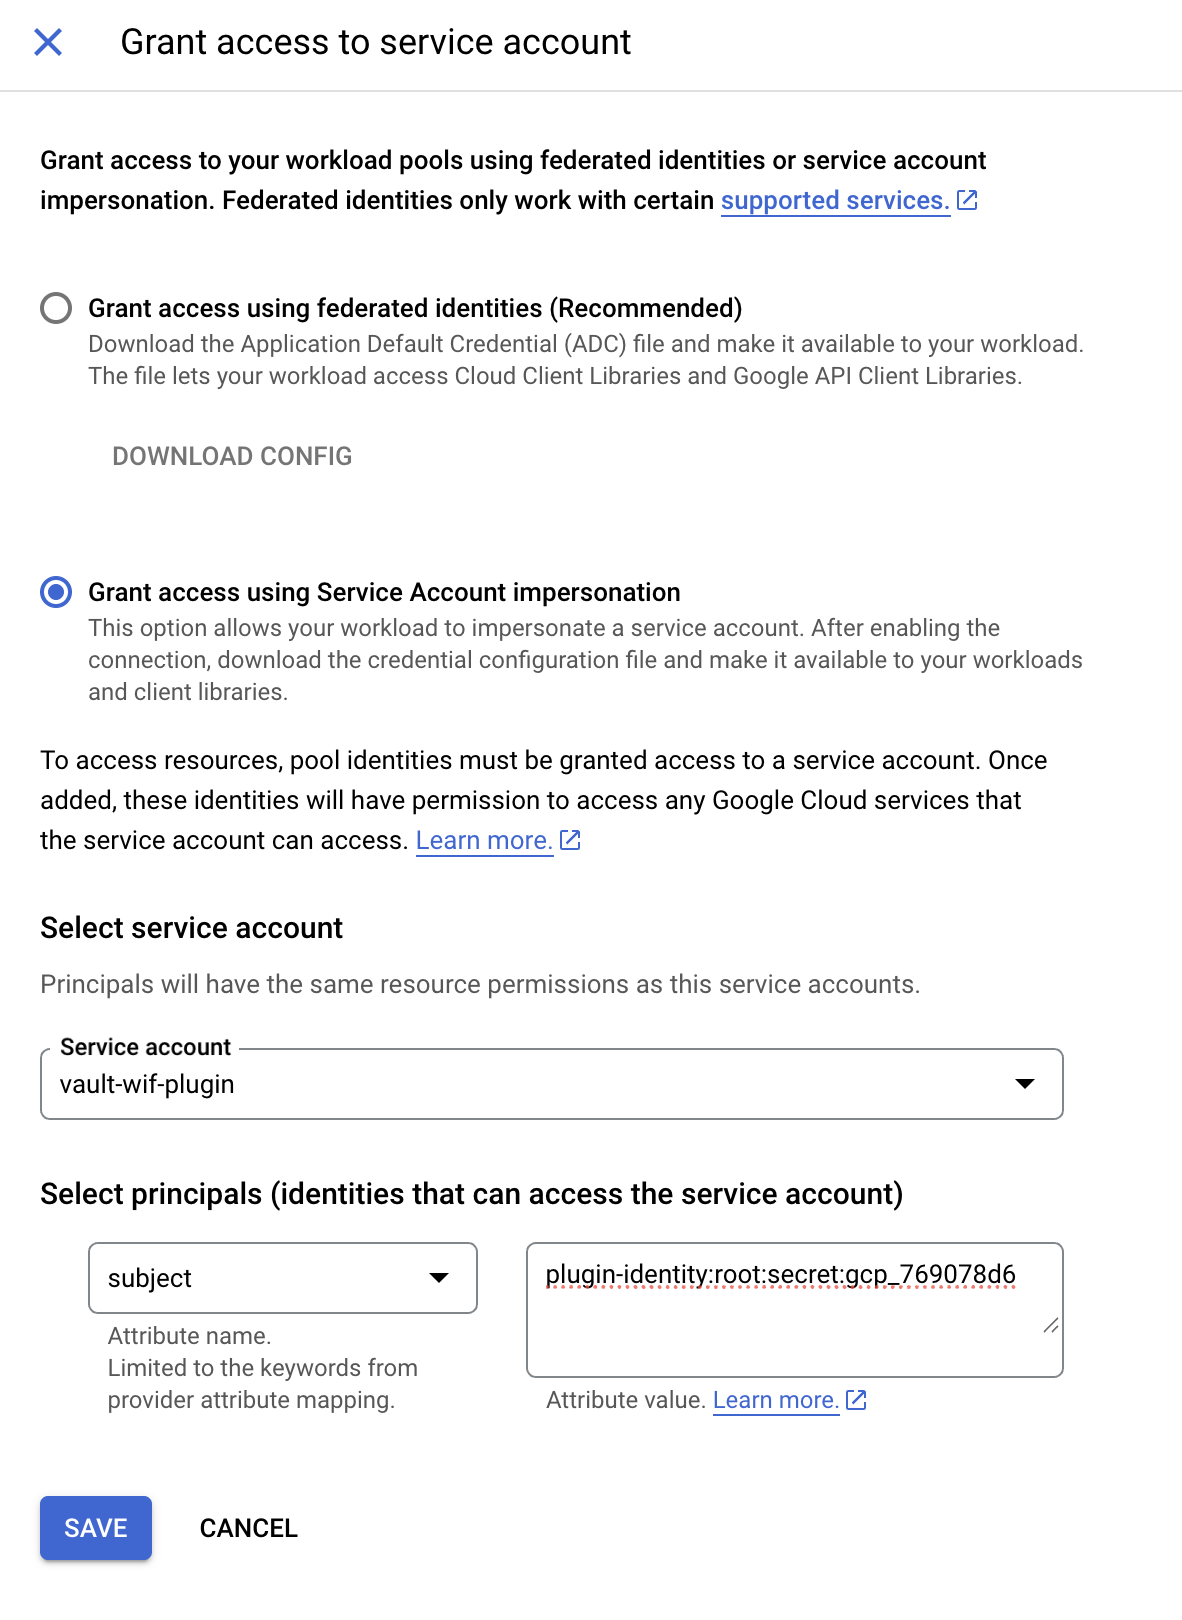 Grant access to service account
Grant access to your workload pools using federated identities or service account
impersonation. Federated identities only work with certain supported services.
Grant access using federated identities (Recommended)
Download the Application Default Credential (ADC) file and make it available to your workload.
The file lets your workload access Cloud Client Libraries and Google API Client Libraries.
DOWNLOAD CONFIG
Grant access using Service Account impersonation
This option allows your workload to impersonate a service account. After enabling the
connection, download the credential configuration file and make it available to your workloads
and client libraries.
To access resources, pool identities must be granted access to a service account. Once
added, these identities will have permission to access any Google Cloud services that
the service account can access. Learn more.
Select service account
Principals will have the same resource permissions as this service accounts.
Service account
vault-wif-plugin
Select principals (identities that can access the service account)
subject
Attribute name.
Limited to the keywords from
provider attribute mapping.
plugin-identity:root:secret:gcp_769078d6
Attribute value. Learn more.
SAVE
CANCEL